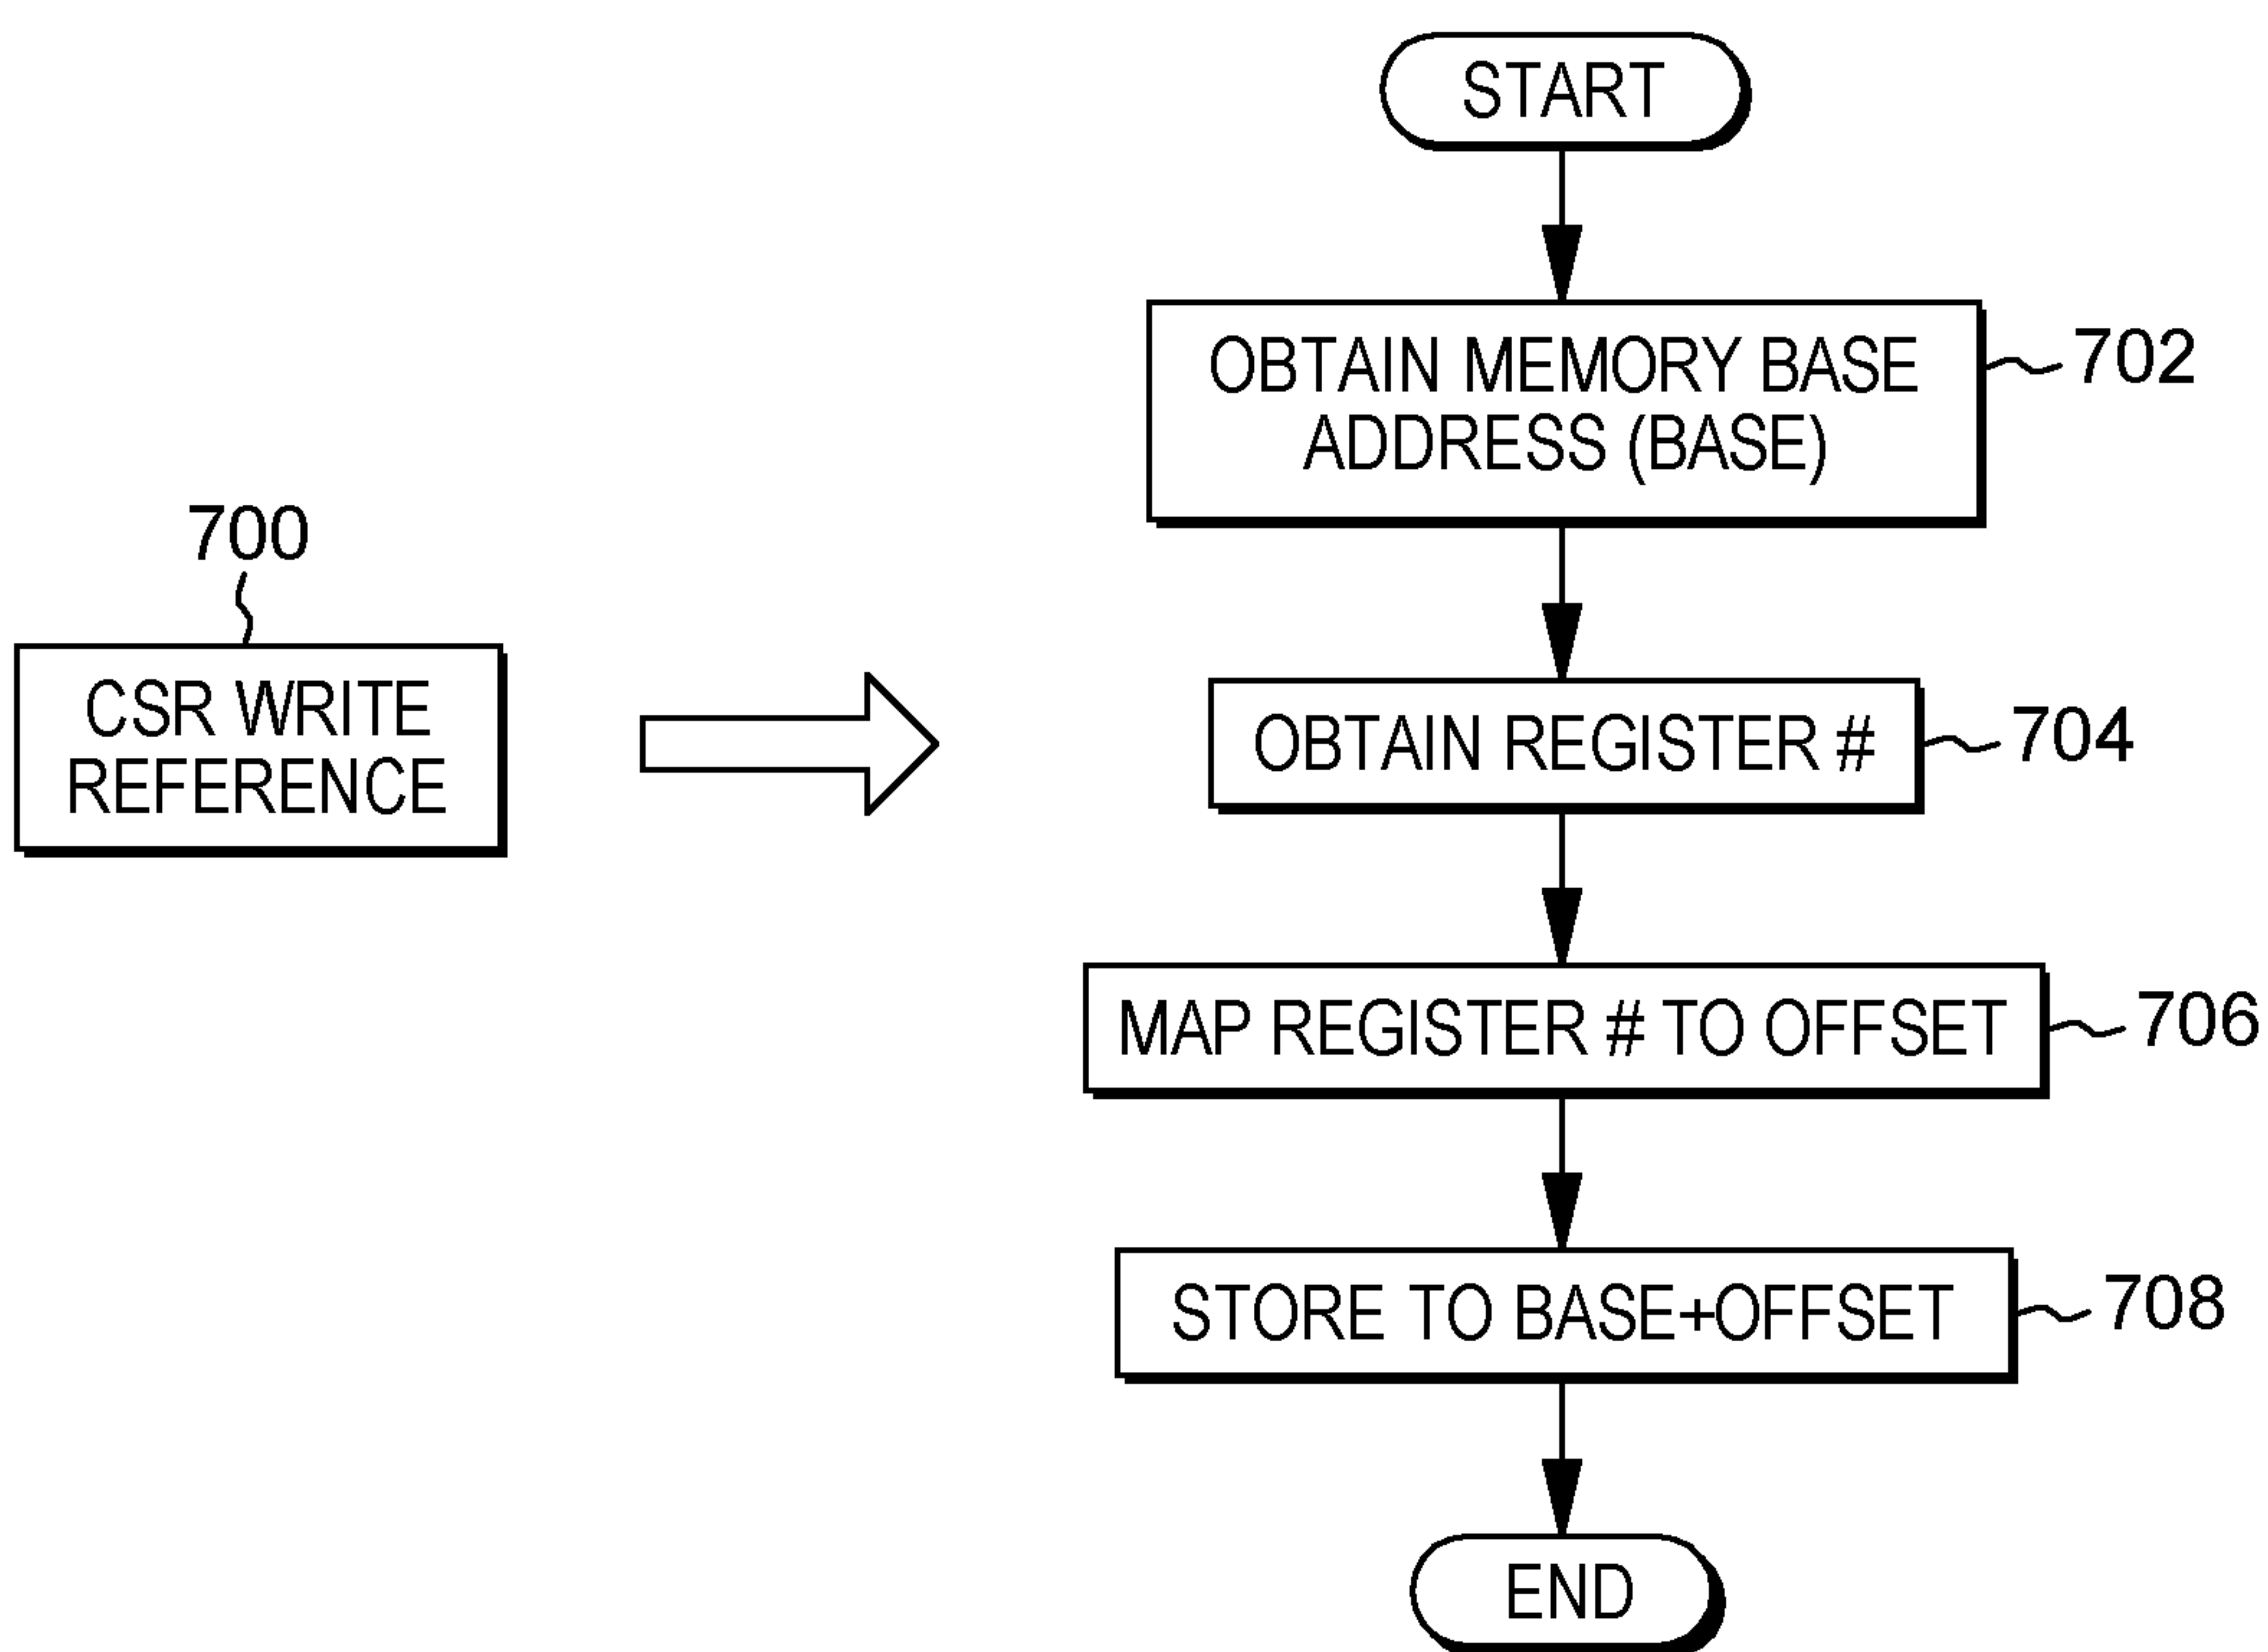 700
CSR WRITE
REFERENCE
START
OBTAIN MEMORY BASE
ADDRESS (BASE)
702
OBTAIN REGISTER #
704
MAP REGISTER # TO OFFSET
706
STORE TO BASE+OFFSET
708
END